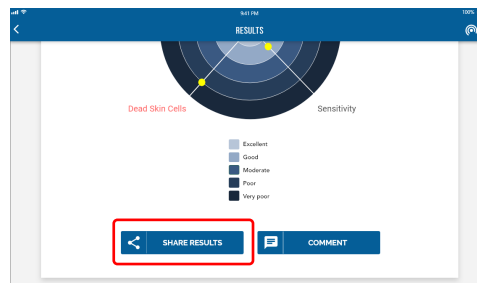 9:41 PM
100%
RESULTS
Dead Skin Cells
Sensitivity
Excellent
Good
Moderate
Poor
Very poor
SHARE RESULTS
COMMENT